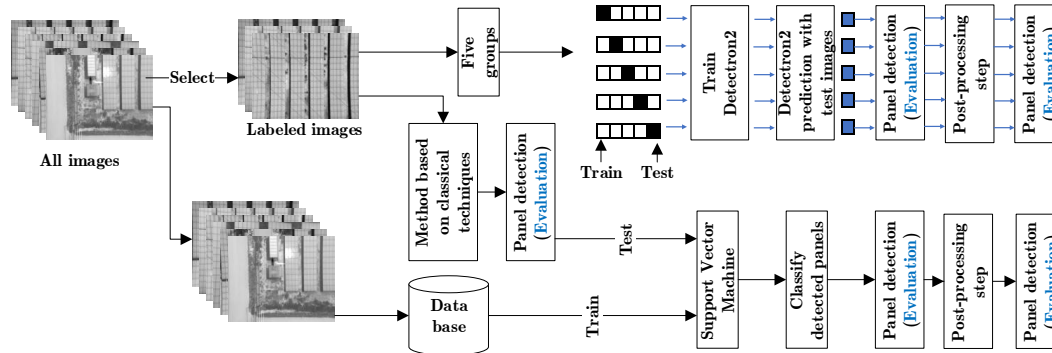 All images
Select
Labeled images
Five
groups
Method based
on classical
techniques
Panel detection
(Evaluation)
Train
Test
Train
Detectron2
Detectron2
prediction with
test images
Panel detection
(Evaluation)
Post-processing
step
Panel detection
(Evaluation)
Data
base
Test
Train
Support Vector
Machine
Classify
detected panels
Panel detection
(Evaluation)
Post-processing
step
Panel detection
(Evaluation)